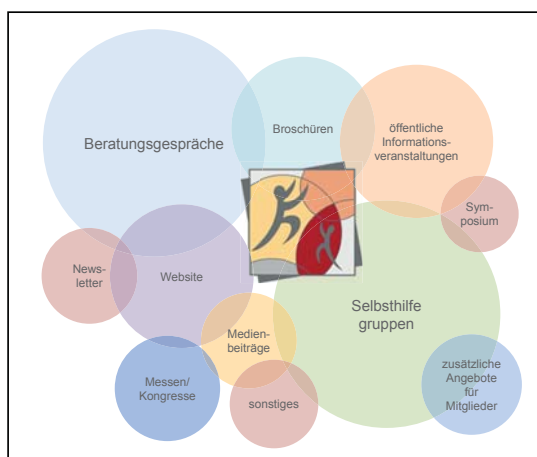 Beratungsgespräche
Broschüren
öffentliche
Informations-
veranstaltungen
Sym-
posium
News-
letter
Website
Selbsthilfe
gruppen
Medien-
beiträge
Messen/
Kongresse
sonstiges
zusätzliche
Angebote
für
Mitglieder